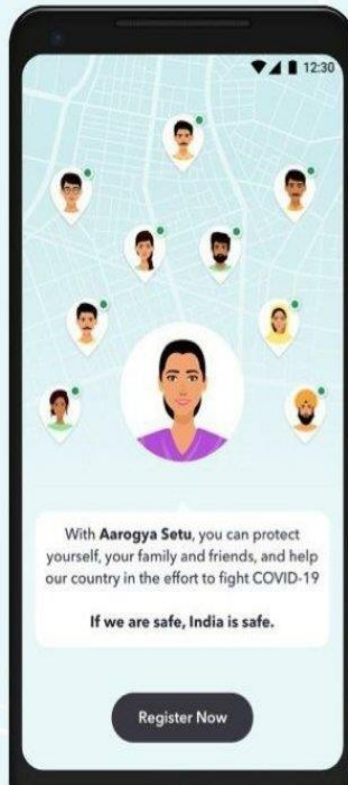 12:30
With Aarogya Setu, you can protect
yourself, your family and friends, and help
our country in the effort to fight COVID-19
If we are safe, India is safe.
Register Now